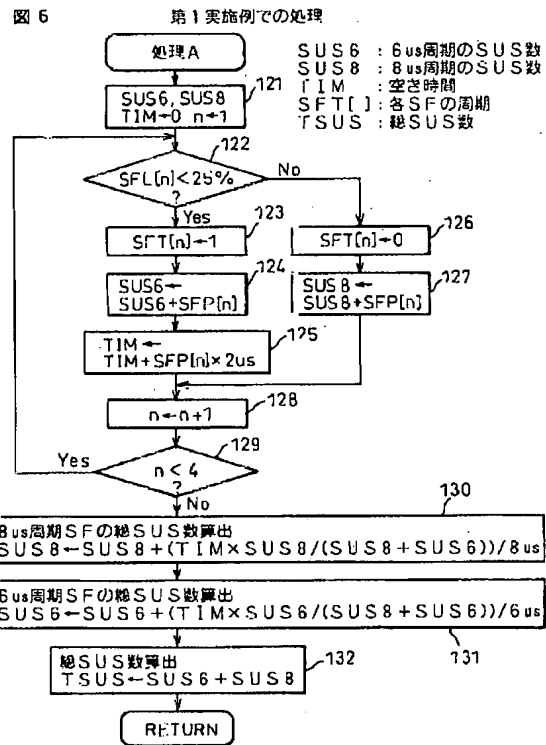 図 6 第1実施例での処理
処理A
SUS6 : 6us周期のSUS数
SUS8 : 8us周期のSUS数
TIM : 空き時間
SFT[ ] : 各SFの周期
TSUS : 総SUS数
121
SUS6, SUS8
TIM←0 n←1
122
SFL[n]<25%
?
No
Yes
123
SFT[n]←1
126
SFT[n]←0
124
SUS6←
SUS6+SFP[n]
127
SUS8←
SUS8+SFP[n]
125
TIM←
TIM+SFP[n]×2us
128
n←n+1
129
n<4
?
Yes
No
130
8us周期SFの総SUS数算出
SUS8←SUS8+(TIM×SUS8/(SUS8+SUS6))/8us
6us周期SFの総SUS数算出
SUS6←SUS6+(TIM×SUS6/(SUS8+SUS6))/6us
131
132
総SUS数算出
TSUS←SUS6+SUS8
RETURN